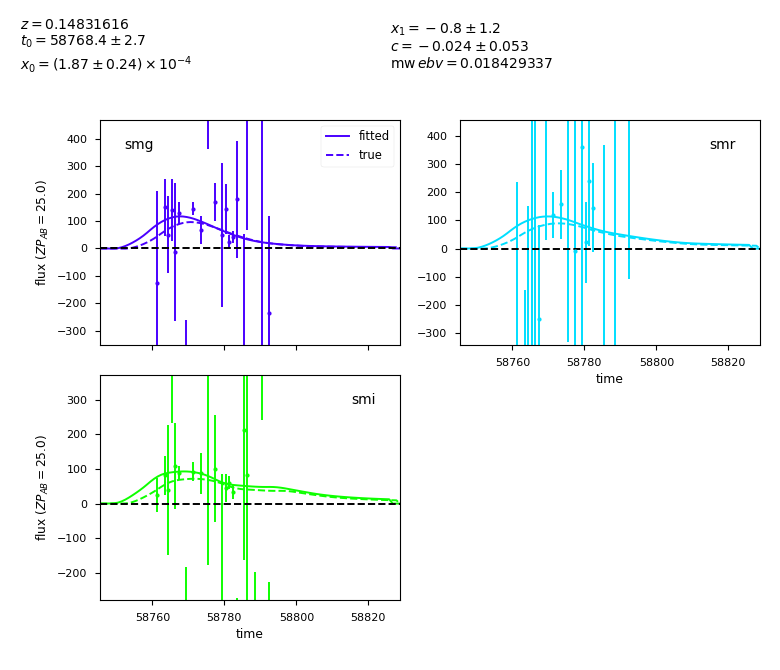 z = 0.14831616
t₀ = 58768.4 ± 2.7
x₀ = (1.87 ± 0.24) × 10⁻⁴
x₁ = −0.8 ± 1.2
c = −0.024 ± 0.053
mw ebv = 0.018429337
smg
fitted
true
400
300
200
100
0
−100
−200
−300
flux (ZP_AB = 25.0)
smr
400
300
200
100
0
−100
−200
−300
58760 58780 58800 58820
time
smi
300
200
100
0
−100
−200
flux (ZP_AB = 25.0)
58760 58780 58800 58820
time